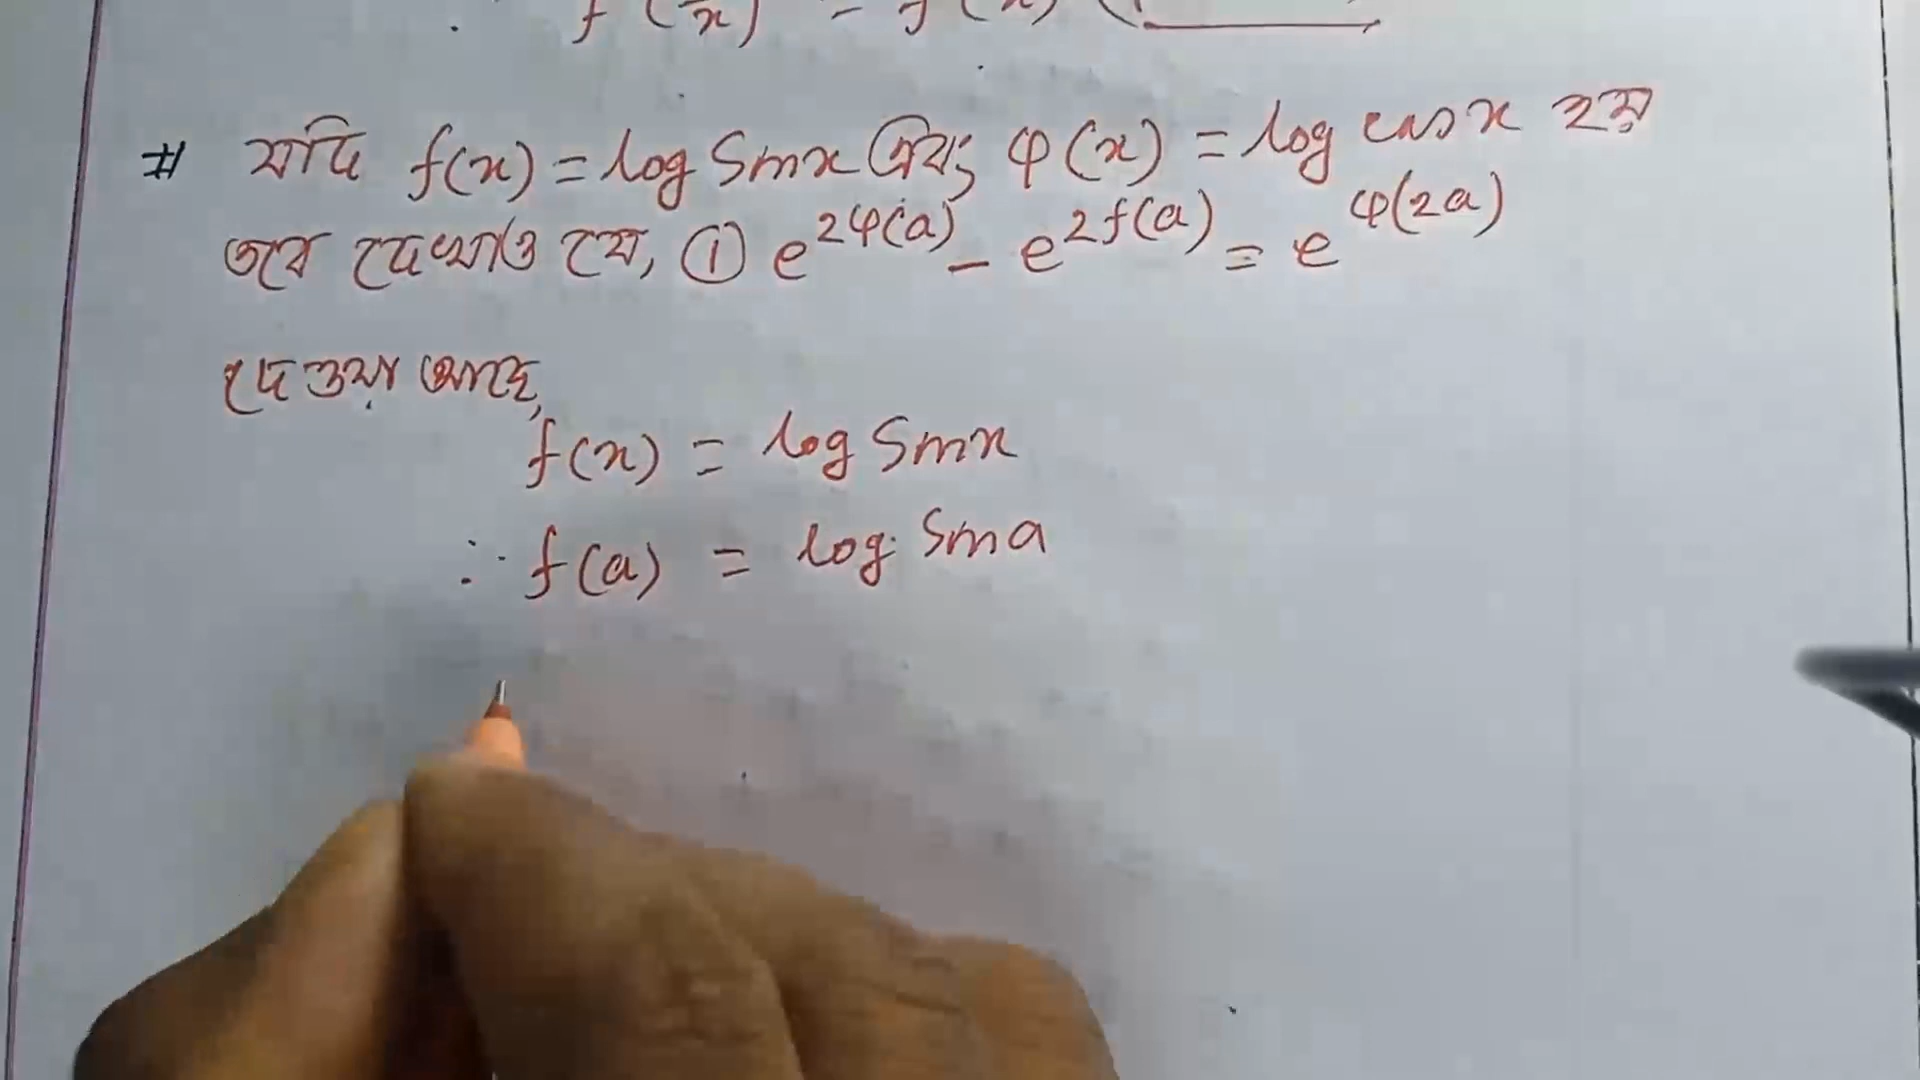 ∴ f(x) = f(x)
# যদি f(x) = log Sinx এবং φ(x) = log cosx হয়
তবে দেখাও যে, ① e^{2φ(a)} - e^{2f(a)} = e^{φ(2a)}
দেওয়া আছে,
f(x) = log Sinx
∴ f(a) = log Sina